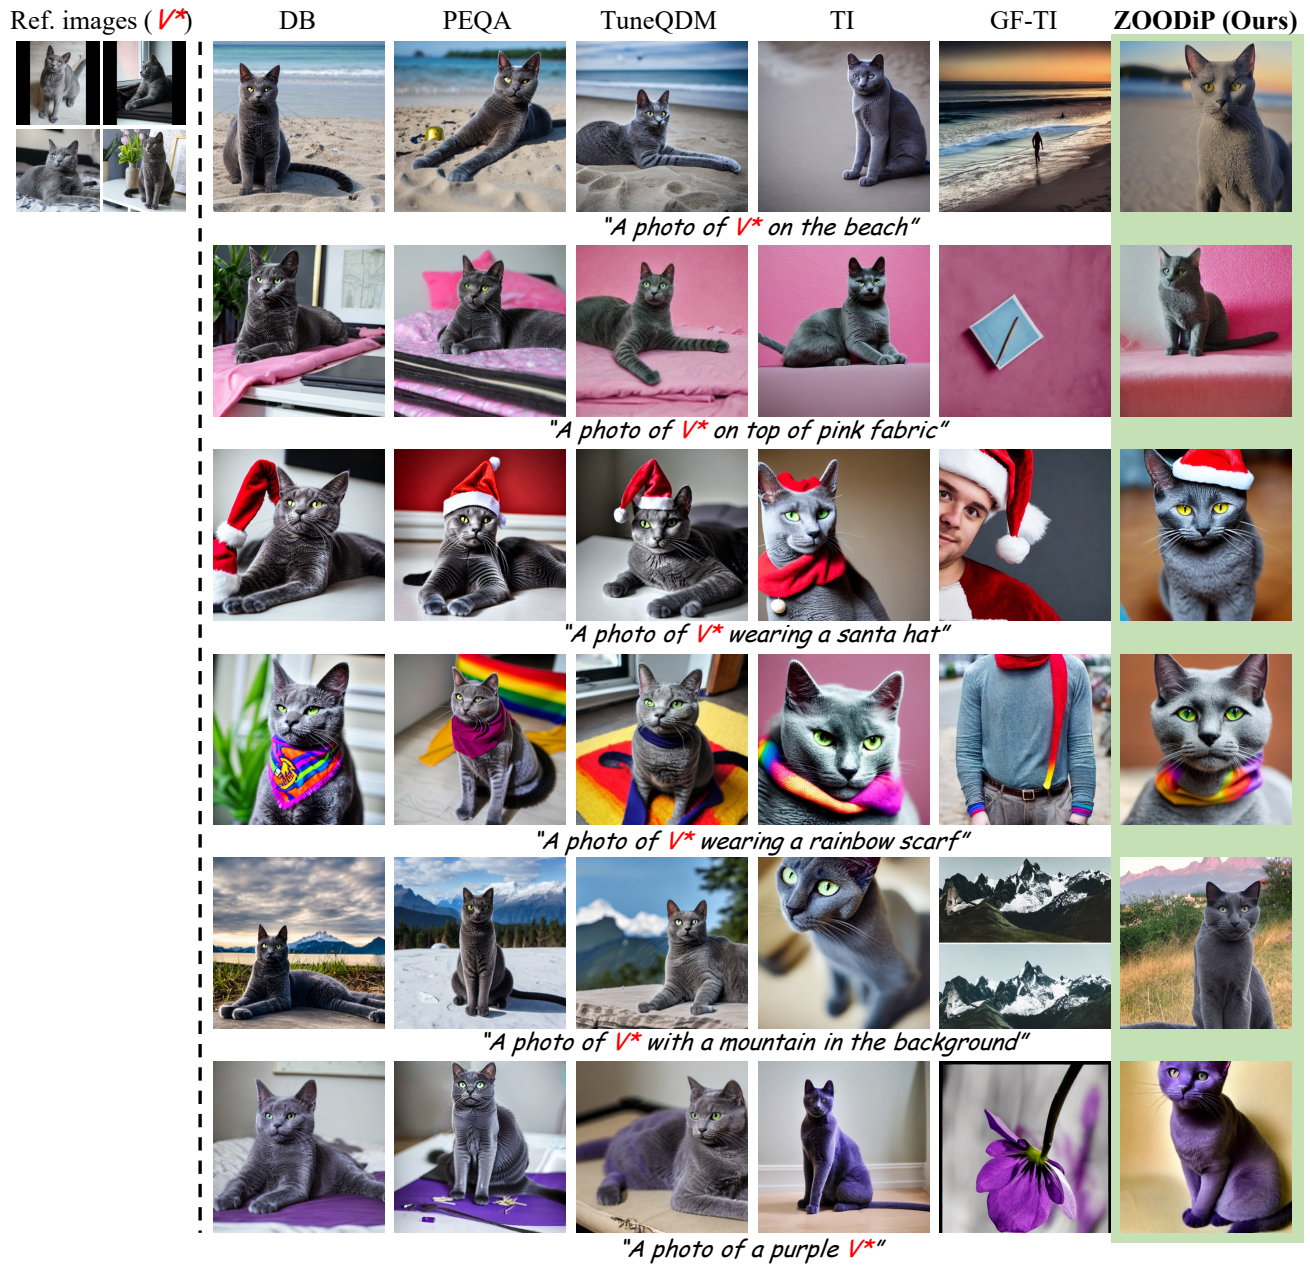 Ref. images (V*) DB PEQA TuneQDM TI GF-TI ZOODiP (Ours)
"A photo of V* on the beach"
"A photo of V* on top of pink fabric"
"A photo of V* wearing a santa hat"
"A photo of V* wearing a rainbow scarf"
"A photo of V* with a mountain in the background"
"A photo of a purple V*"